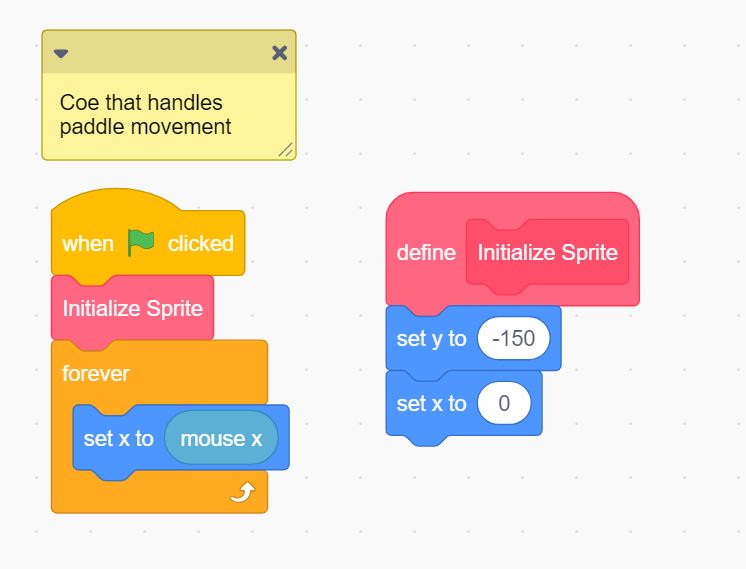 Coe that handles
paddle movement
when clicked
Initialize Sprite
forever
set x to mouse x
define Initialize Sprite
set y to -150
set x to 0